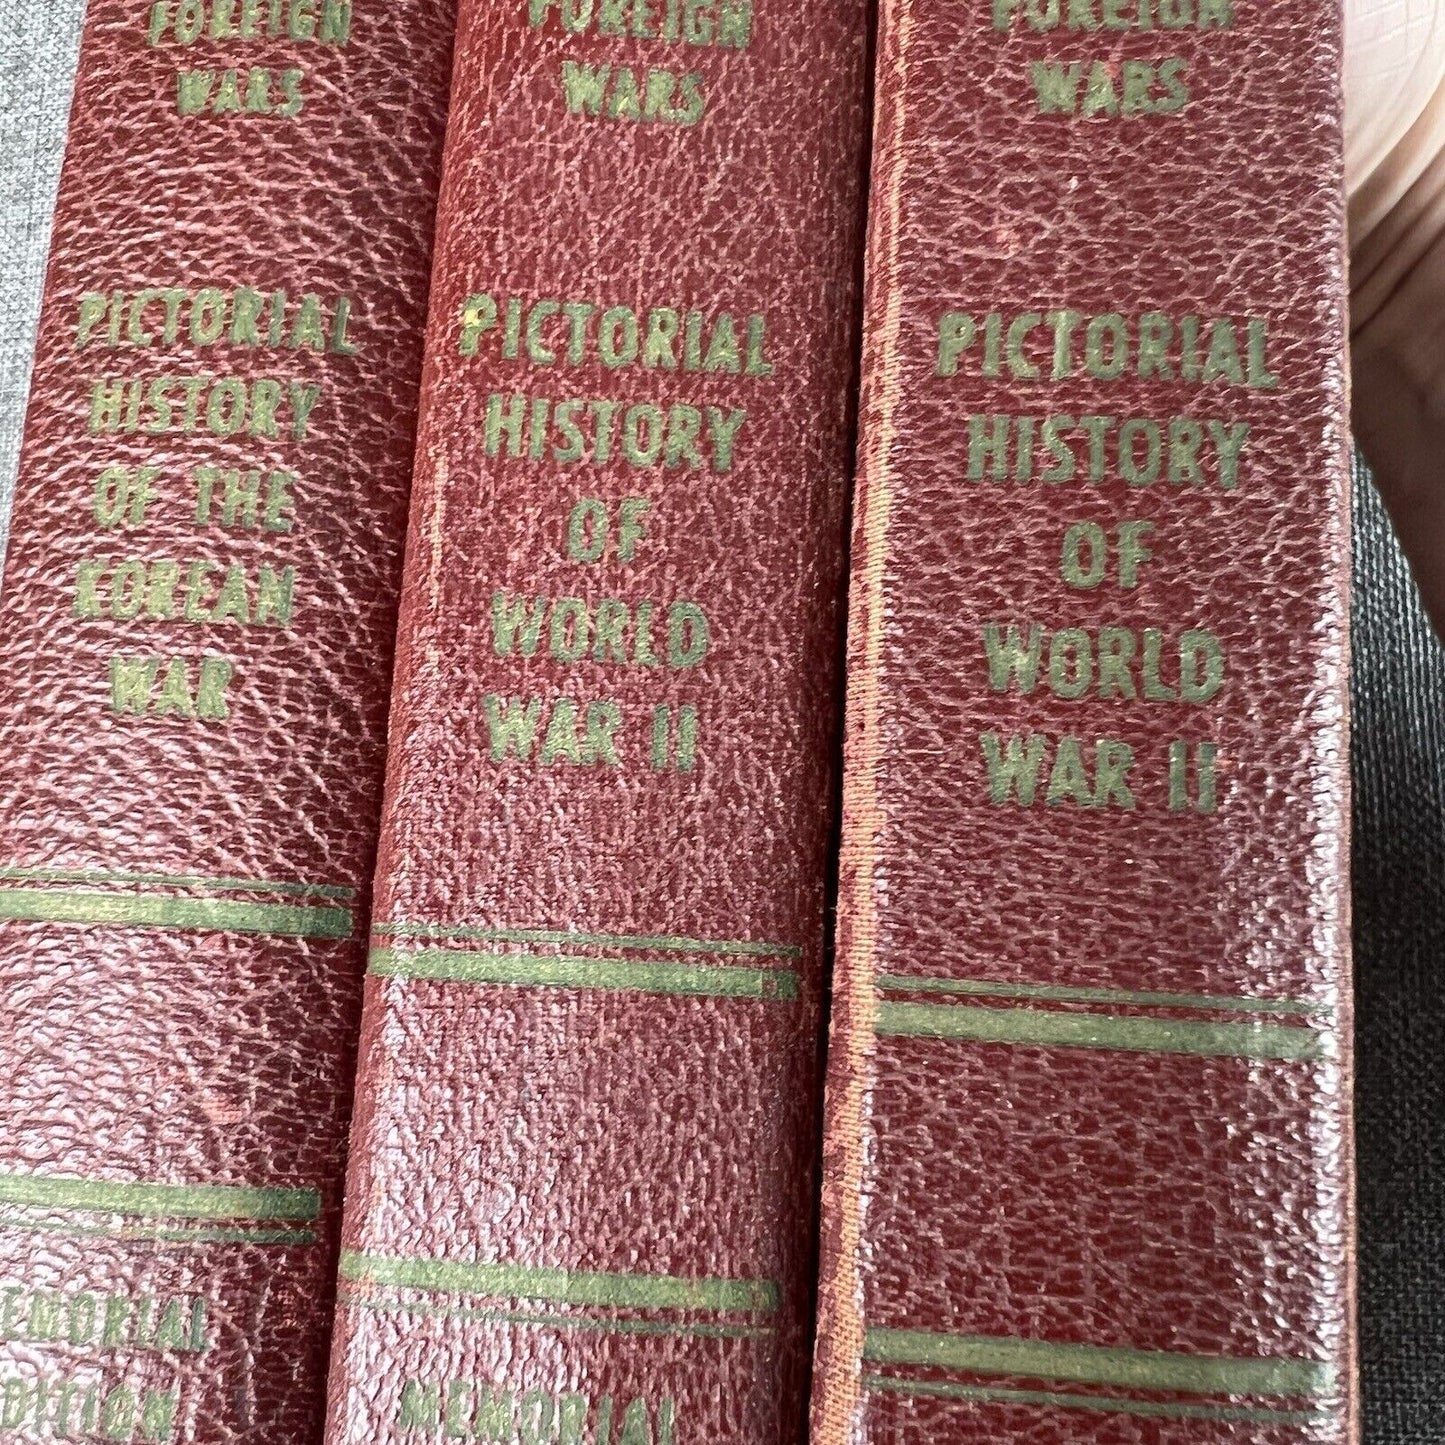 FOREIGN
WARS
PICTORIAL
HISTORY
OF THE
KOREAN
WAR
MEMORIAL
EDITION
FOREIGN
WARS
PICTORIAL
HISTORY
OF
WORLD
WAR II
MEMORIAL
FOREIGN
WARS
PICTORIAL
HISTORY
OF
WORLD
WAR II